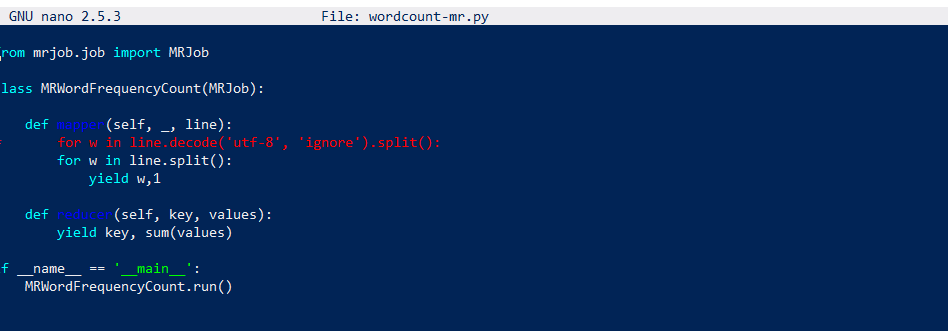 GNU nano 2.5.3 File: wordcount-mr.py
rom mrjob.job import MRJob
lass MRWordFrequencyCount(MRJob):
def mapper(self, _, line):
for w in line.decode('utf-8', 'ignore').split():
for w in line.split():
yield w,1
def reducer(self, key, values):
yield key, sum(values)
f __name__ == '__main__':
MRWordFrequencyCount.run()